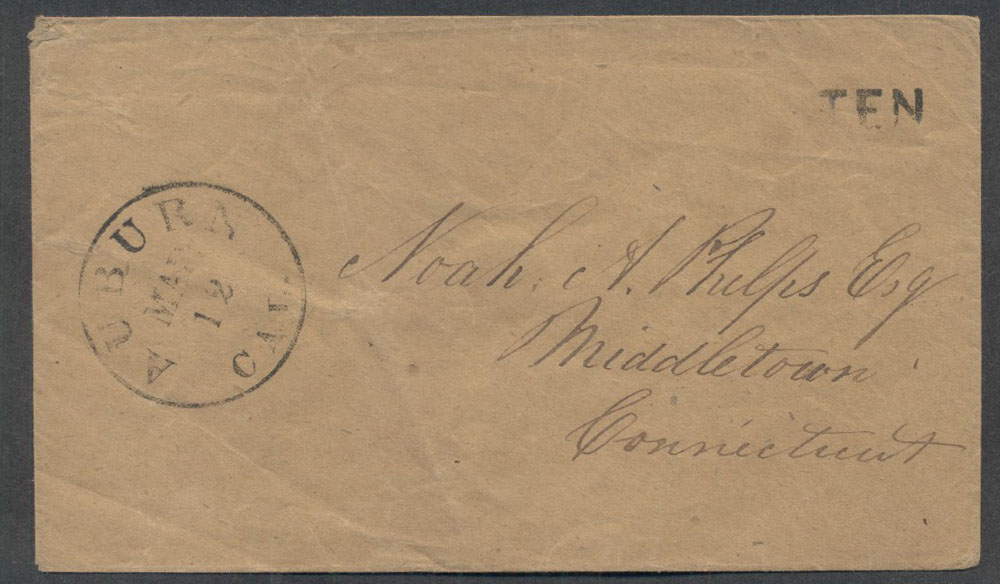 TEN
AUBURN
MAR
12
CAL.
Noah. A. Phelps Esq
Middletown
Connecticut